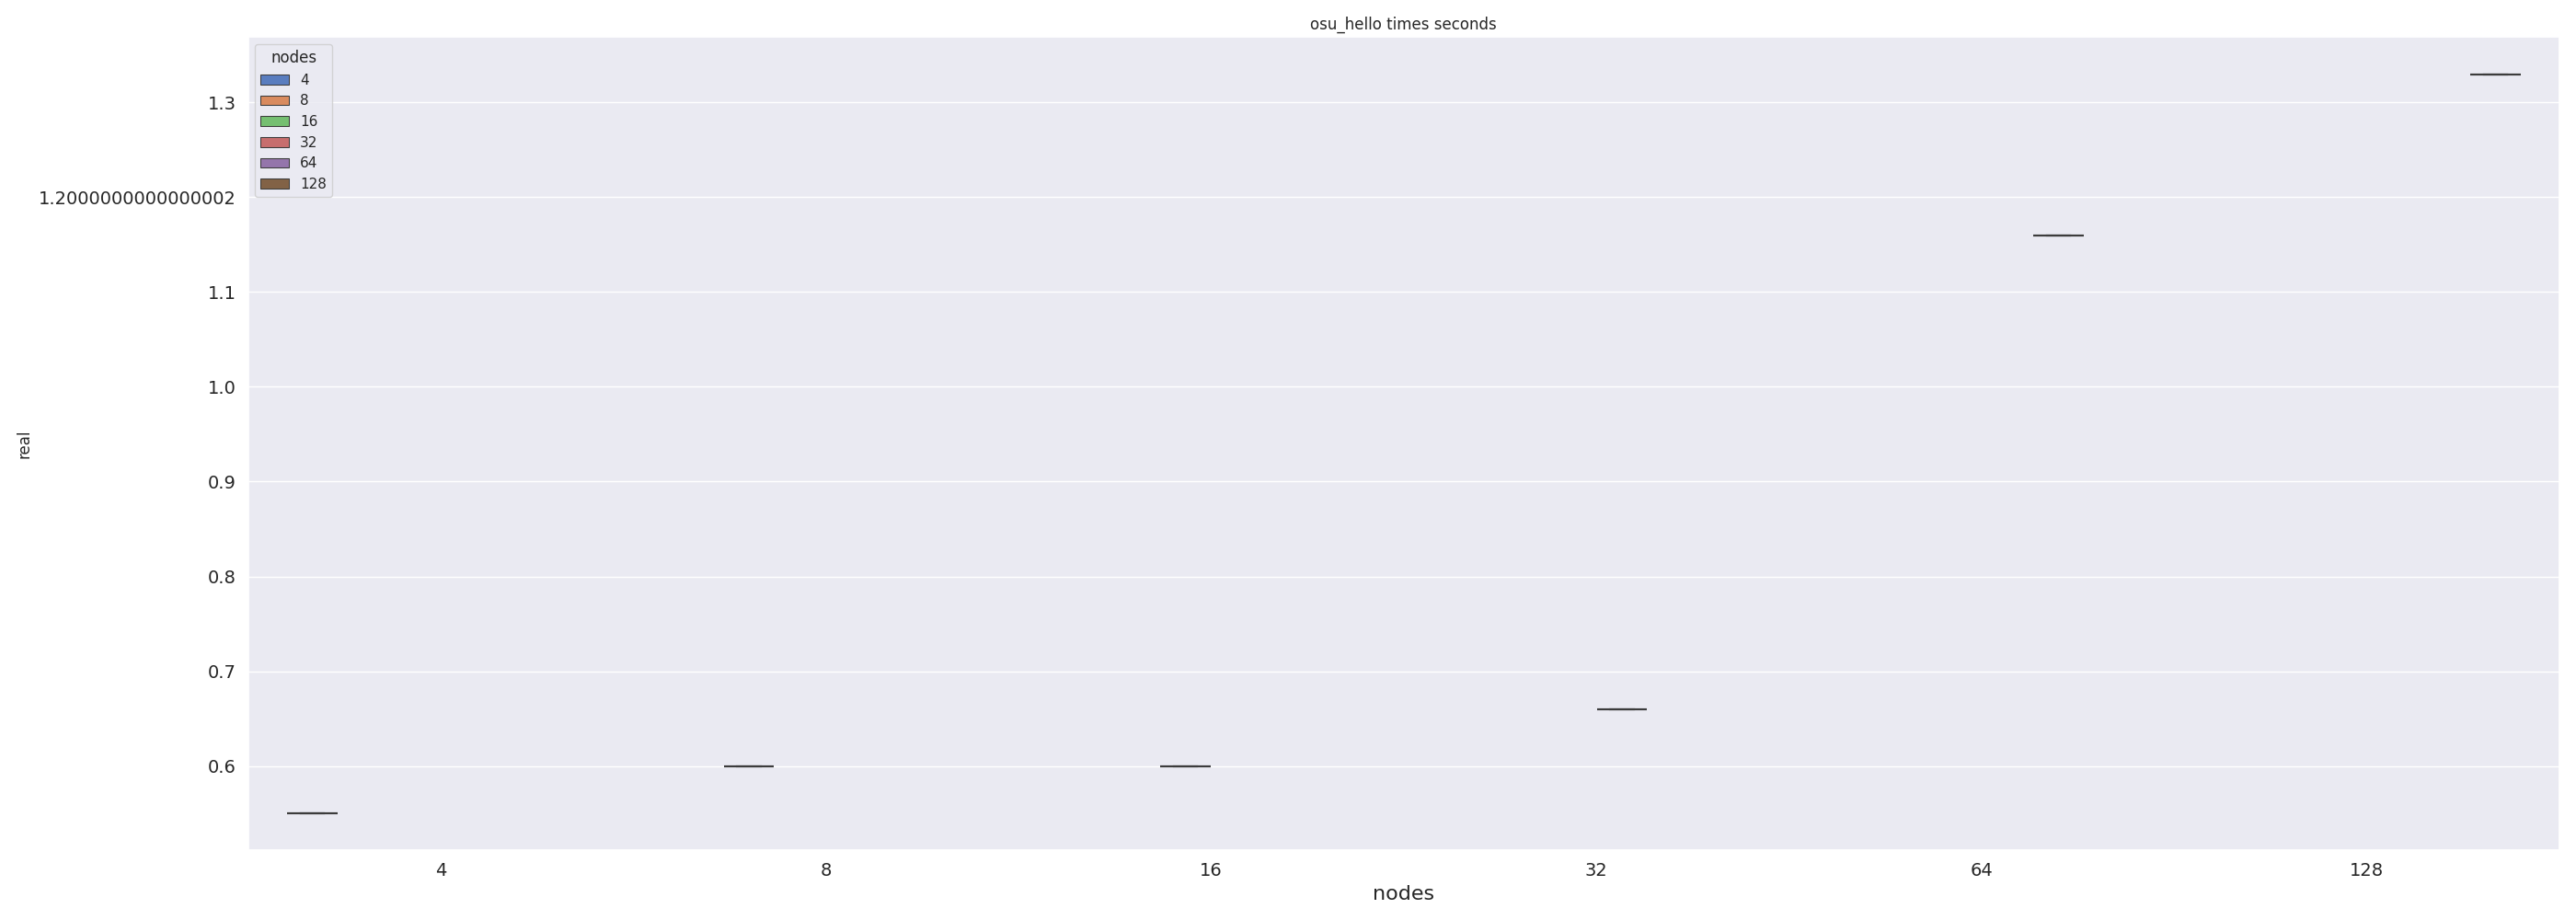 osu_hello times seconds
nodes
4
8
16
32
64
128
1.3
1.2000000000000002
1.1
1.0
0.9
0.8
0.7
0.6
real
4 8 16 32 64 128
nodes